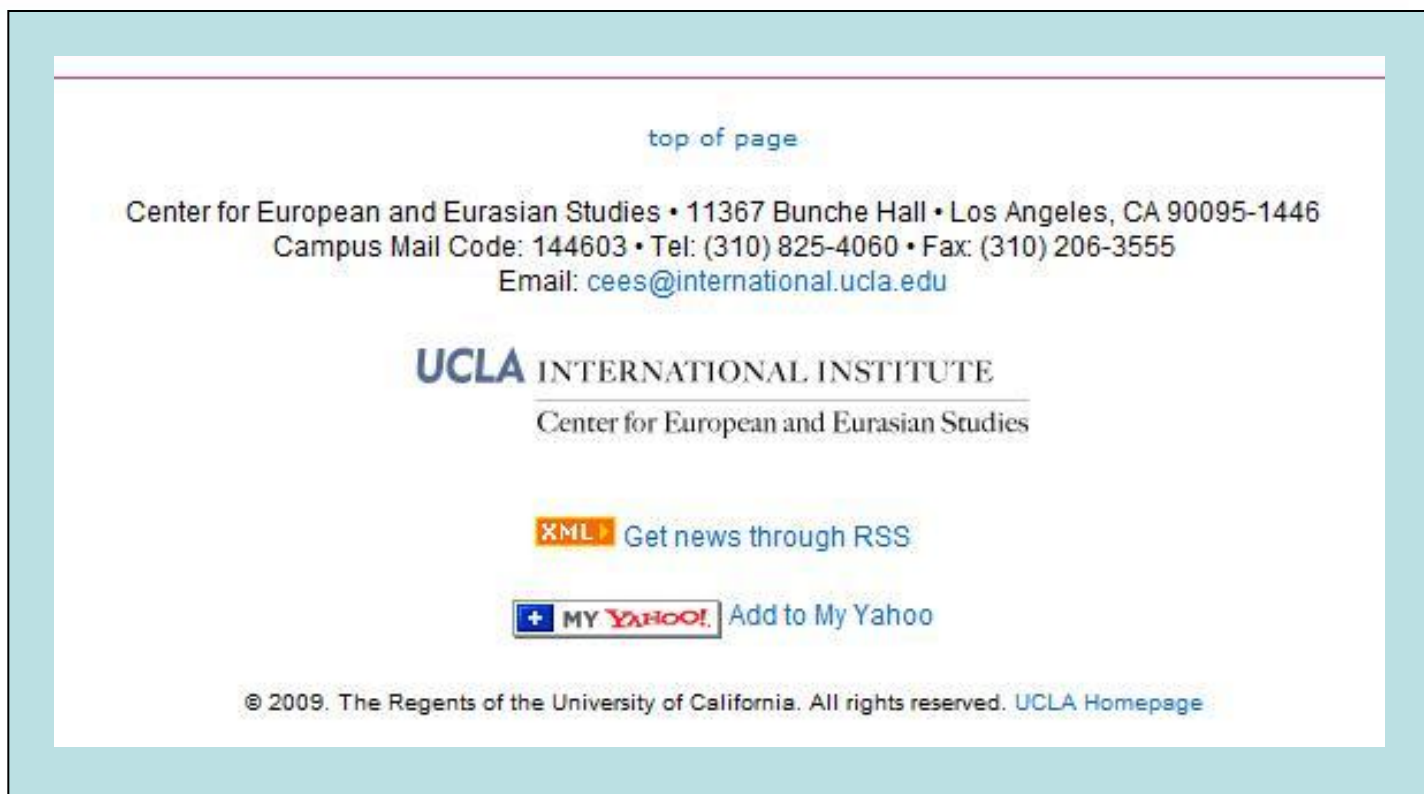 top of page
Center for European and Eurasian Studies • 11367 Bunche Hall • Los Angeles, CA 90095-1446
Campus Mail Code: 144603 • Tel: (310) 825-4060 • Fax: (310) 206-3555
Email: cees@international.ucla.edu
UCLA INTERNATIONAL INSTITUTE
Center for European and Eurasian Studies
XML Get news through RSS
+ MY YAHOO! Add to My Yahoo
© 2009. The Regents of the University of California. All rights reserved. UCLA Homepage